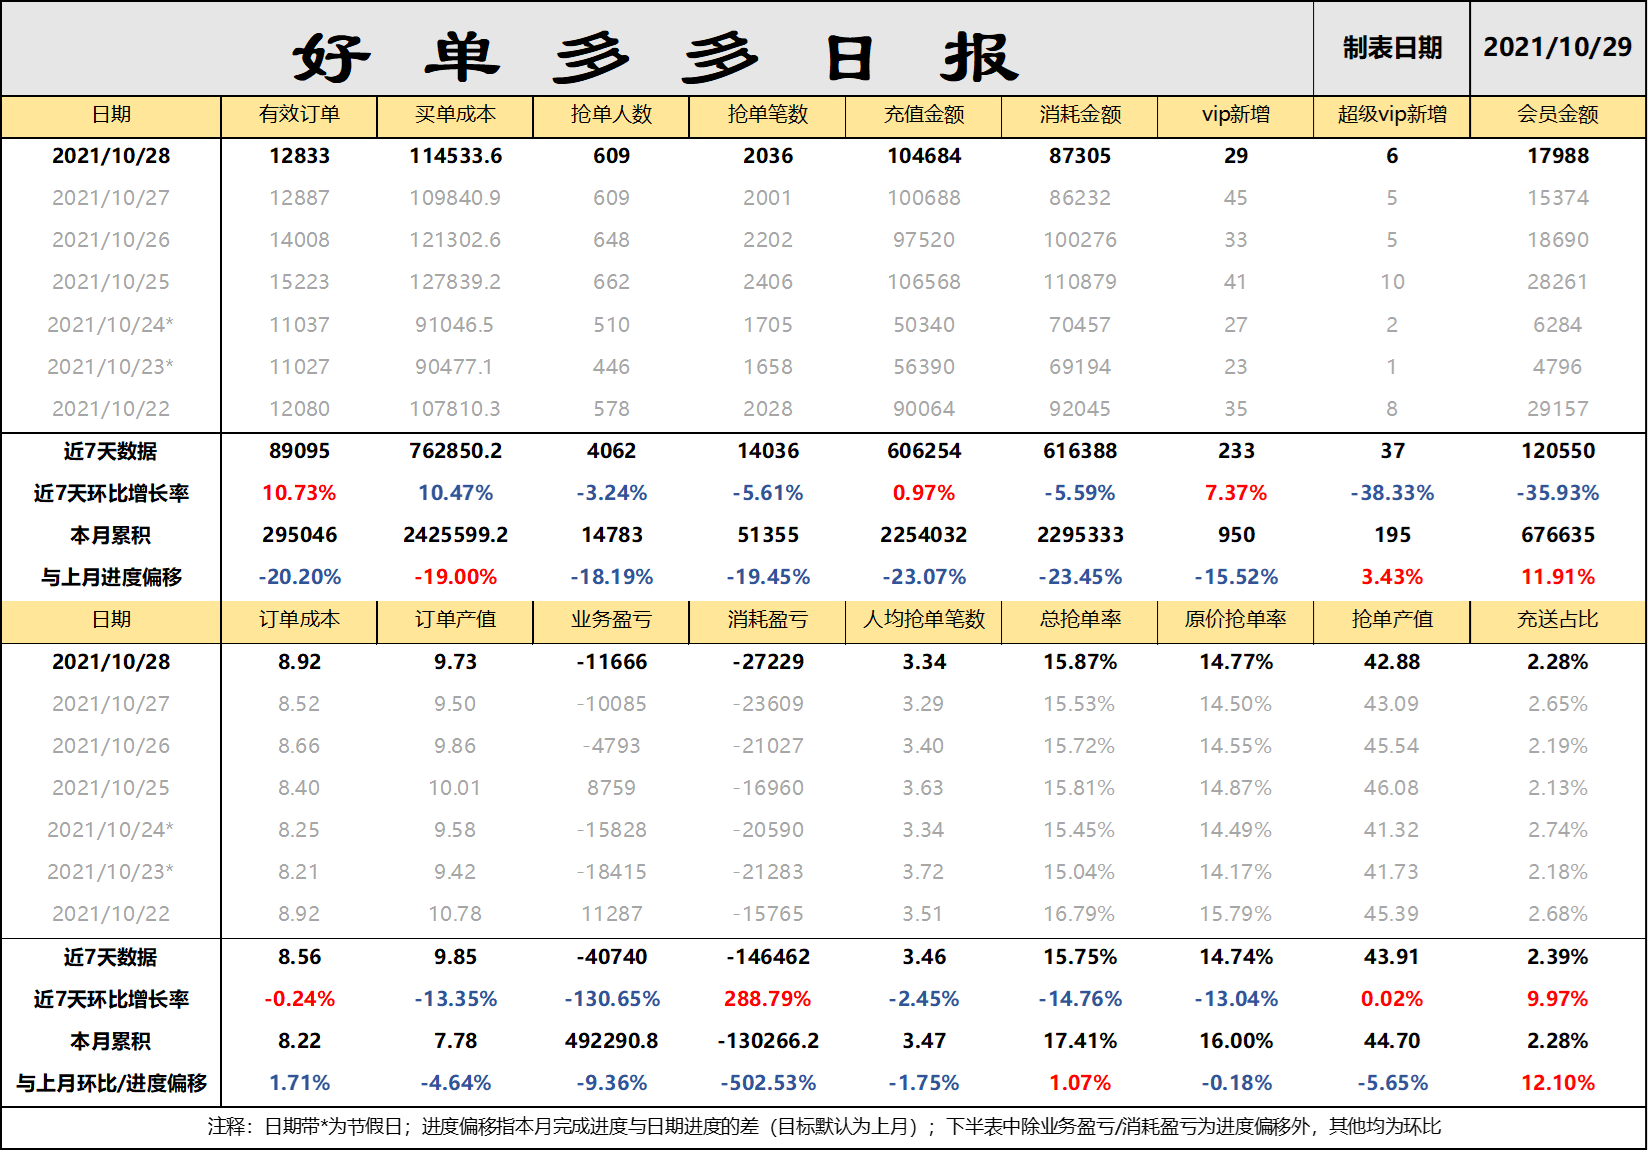 好单多多日报 制表日期 2021/10/29
日期 有效订单 买单成本 抢单人数 抢单笔数 充值金额 消耗金额 vip新增 超级vip新增 会员金额
2021/10/28 12833 114533.6 609 2036 104684 87305 29 6 17988
2021/10/27 12887 109840.9 609 2001 100688 86232 45 5 15374
2021/10/26 14008 121302.6 648 2202 97520 100276 33 5 18690
2021/10/25 15223 127839.2 662 2406 106568 110879 41 10 28261
2021/10/24* 11037 91046.5 510 1705 50340 70457 27 2 6284
2021/10/23* 11027 90477.1 446 1658 56390 69194 23 1 4796
2021/10/22 12080 107810.3 578 2028 90064 92045 35 8 29157
近7天数据 89095 762850.2 4062 14036 606254 616388 233 37 120550
近7天环比增长率 10.73% 10.47% -3.24% -5.61% 0.97% -5.59% 7.37% -38.33% -35.93%
本月累积 295046 2425599.2 14783 51355 2254032 2295333 950 195 676635
与上月进度偏移 -20.20% -19.00% -18.19% -19.45% -23.07% -23.45% -15.52% 3.43% 11.91%
日期 订单成本 订单产值 业务盈亏 消耗盈亏 人均抢单笔数 总抢单率 原价抢单率 抢单产值 充送占比
2021/10/28 8.92 9.73 -11666 -27229 3.34 15.87% 14.77% 42.88 2.28%
2021/10/27 8.52 9.50 -10085 -23609 3.29 15.53% 14.50% 43.09 2.65%
2021/10/26 8.66 9.86 -4793 -21027 3.40 15.72% 14.55% 45.54 2.19%
2021/10/25 8.40 10.01 8759 -16960 3.63 15.81% 14.87% 46.08 2.13%
2021/10/24* 8.25 9.58 -15828 -20590 3.34 15.45% 14.49% 41.32 2.74%
2021/10/23* 8.21 9.42 -18415 -21283 3.72 15.04% 14.17% 41.73 2.18%
2021/10/22 8.92 10.78 11287 -15765 3.51 16.79% 15.79% 45.39 2.68%
近7天数据 8.56 9.85 -40740 -146462 3.46 15.75% 14.74% 43.91 2.39%
近7天环比增长率 -0.24% -13.35% -130.65% 288.79% -2.45% -14.76% -13.04% 0.02% 9.97%
本月累积 8.22 7.78 492290.8 -130266.2 3.47 17.41% 16.00% 44.70 2.28%
与上月环比/进度偏移 1.71% -4.64% -9.36% -502.53% -1.75% 1.07% -0.18% -5.65% 12.10%
注释：日期带*为节假日；进度偏移指本月完成进度与日期进度的差（目标默认为上月）；下半表中除业务盈亏/消耗盈亏为进度偏移外，其他均为环比